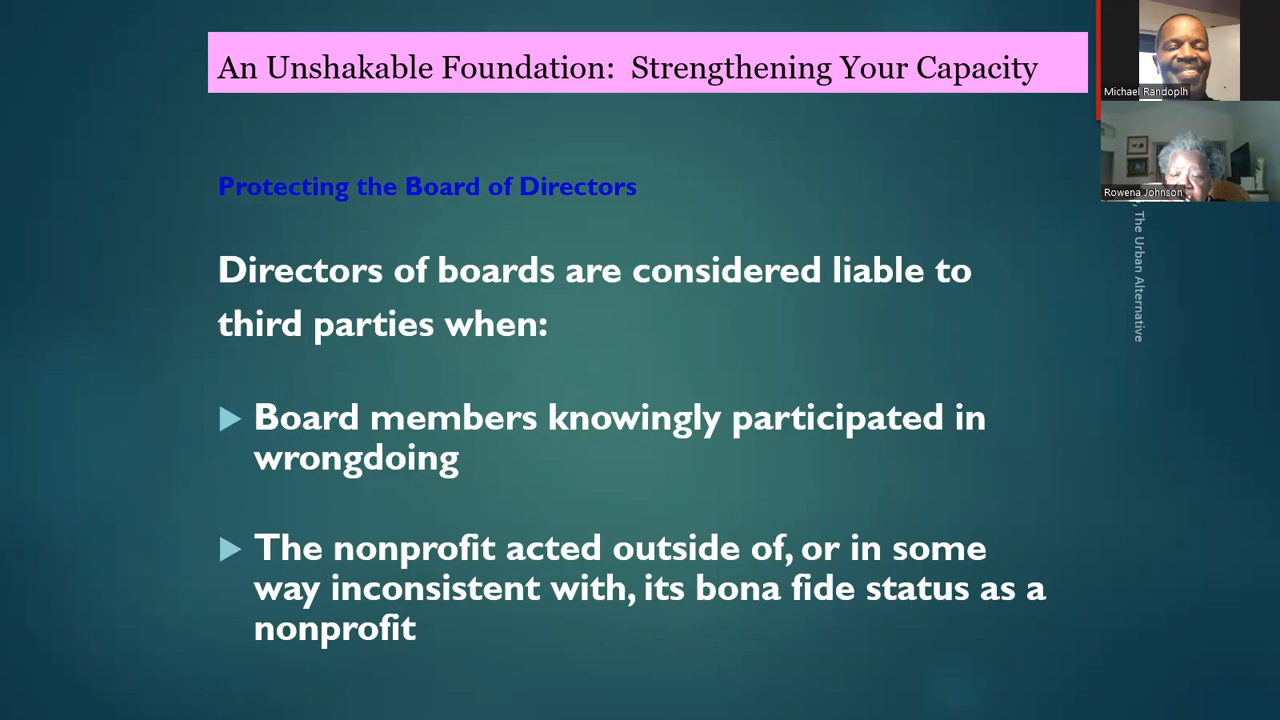 An Unshakable Foundation: Strengthening Your Capacity
Michael Randoplh
Rowena Johnson
Protecting the Board of Directors
, The Urban Alternative
Directors of boards are considered liable to
third parties when:
Board members knowingly participated in
wrongdoing
The nonprofit acted outside of, or in some
way inconsistent with, its bona fide status as a
nonprofit